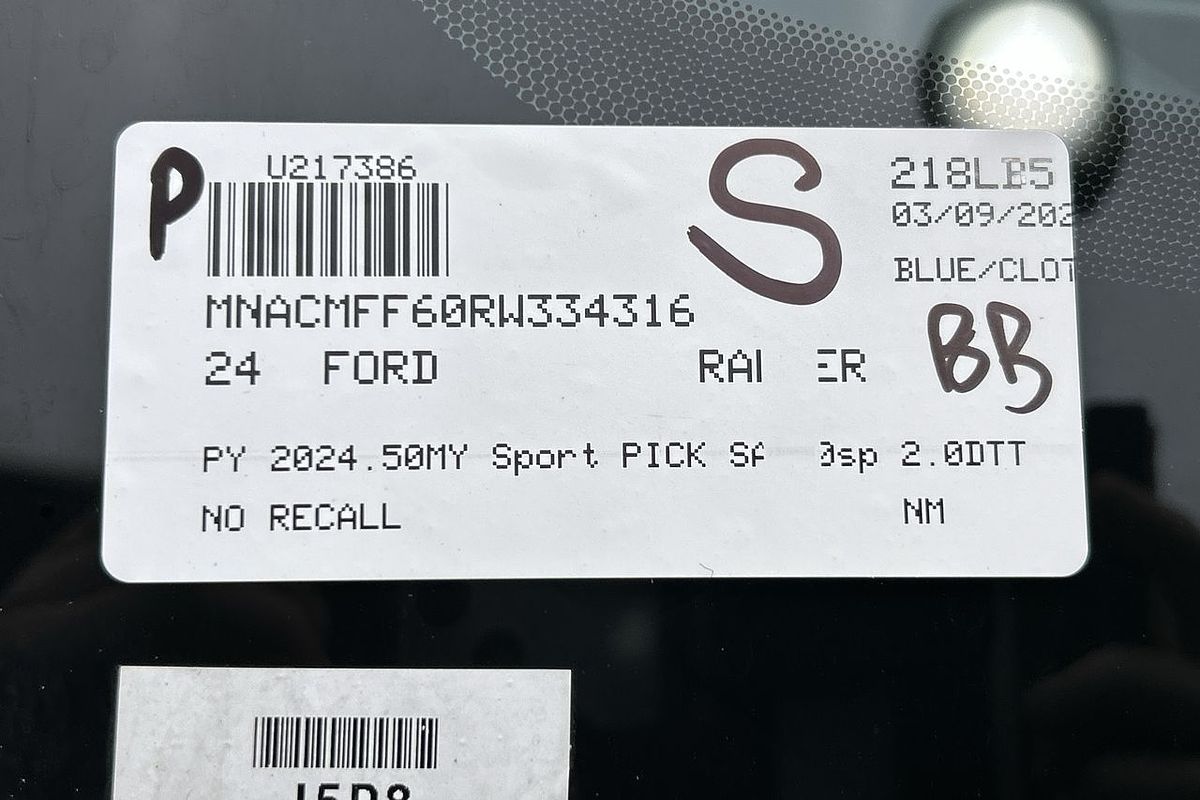 P
U217386
S
218LB5
03/09/202
MNACMFF60RW334316
BLUE/CLOT
24 FORD
BB
PY 2024.50MY Sport PICK 2.0DTT
NO RECALL
NM